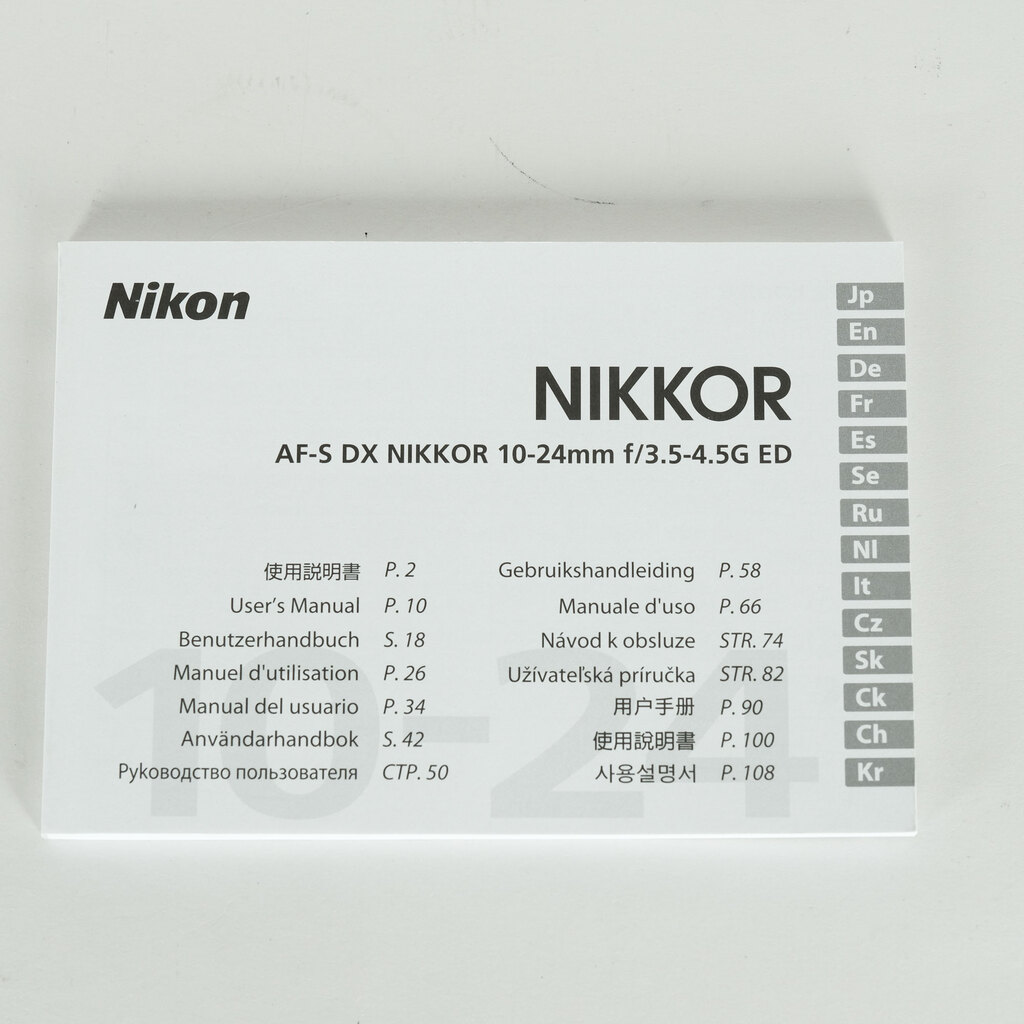 Nikon
NIKKOR
AF-S DX NIKKOR 10-24mm f/3.5-4.5G ED
使用説明書 P. 2
User's Manual P. 10
Benutzerhandbuch S. 18
Manuel d'utilisation P. 26
Manual del usuario P. 34
Användarhandbok S. 42
Руководство пользователя СТР. 50
Gebruikshandleiding P. 58
Manuale d'uso P. 66
Návod k obsluze STR. 74
Užívateľská príručka STR. 82
用户手册 P. 90
使用說明書 P. 100
사용설명서 P. 108
10-24
Jp
En
De
Fr
Es
Se
Ru
Nl
It
Cz
Sk
Ck
Ch
Kr